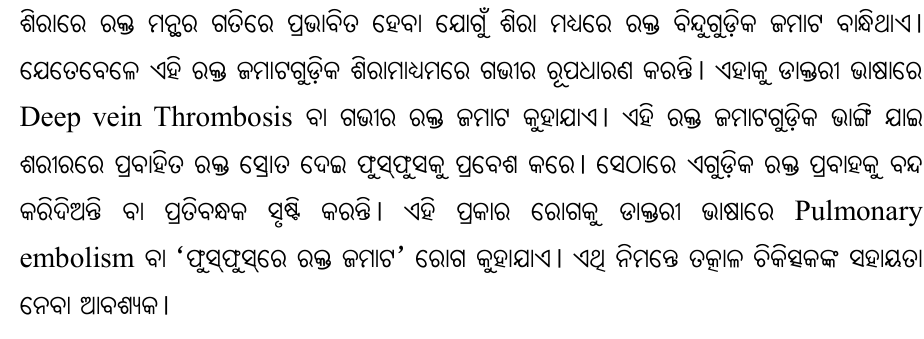 ଶିରାରେ ରକ୍ତ ମନ୍ଥର ଗତିରେ ପ୍ରଭାବିତ ହେବା ଯୋଗୁଁ ଶିରା ମଧ୍ୟରେ ରକ୍ତ ବିନ୍ଦୁଗୁଡ଼ିକ ଜମାଟ ବାନ୍ଧିଥାଏ।
ଯେତେବେଳେ ଏହି ରକ୍ତ ଜମାଟଗୁଡ଼ିକ ଶିରାମାଧ୍ୟମରେ ଗଭୀର ରୂପଧାରଣ କରନ୍ତି। ଏହାକୁ ଡାକ୍ତରୀ ଭାଷାରେ
Deep vein Thrombosis ବା ଗଭୀର ରକ୍ତ ଜମାଟ କୁହାଯାଏ। ଏହି ରକ୍ତ ଜମାଟଗୁଡ଼ିକ ଭାଙ୍ଗି ଯାଇ
ଶରୀରରେ ପ୍ରବାହିତ ରକ୍ତ ସ୍ରୋତ ଦେଇ ଫୁସ୍‌ଫୁସକୁ ପ୍ରବେଶ କରେ। ସେଠାରେ ଏଗୁଡ଼ିକ ରକ୍ତ ପ୍ରବାହକୁ ବନ୍ଦ
କରିଦିଅନ୍ତି ବା ପ୍ରତିବନ୍ଧକ ସୃଷ୍ଟି କରନ୍ତି। ଏହି ପ୍ରକାର ରୋଗକୁ ଡାକ୍ତରୀ ଭାଷାରେ Pulmonary
embolism ବା ‘ଫୁସ୍‌ଫୁସ୍‌ରେ ରକ୍ତ ଜମାଟ’ ରୋଗ କୁହାଯାଏ। ଏଥି ନିମନ୍ତେ ତତ୍କାଳ ଚିକିତ୍ସକଙ୍କ ସହାୟତା
ନେବା ଆବଶ୍ୟକ।